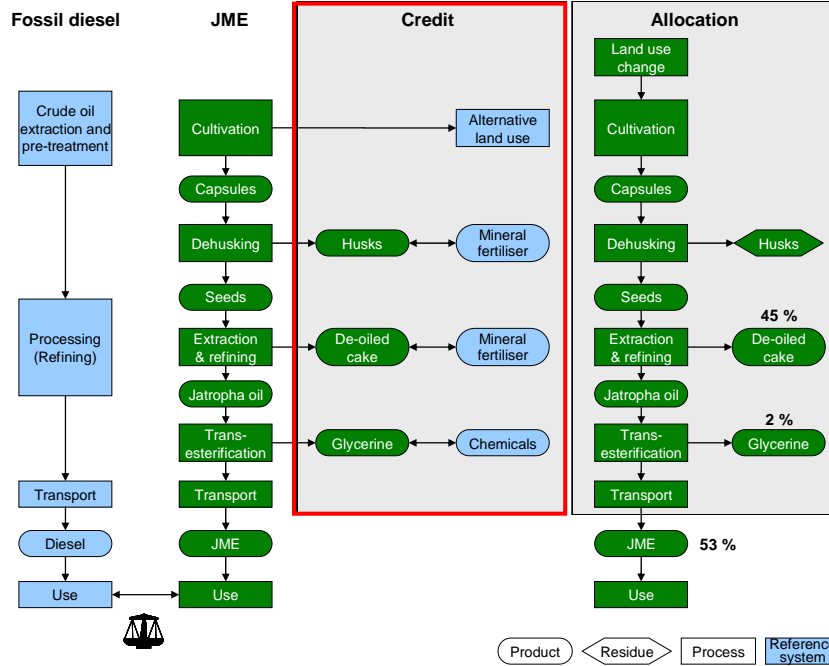 Fossil diesel
JME
Credit
Allocation
Crude oil
extraction and
pre-treatment
Processing
(Refining)
Transport
Diesel
Use
Cultivation
Capsules
Dehusking
Seeds
Extraction
& refining
Jatropha oil
Trans-
esterification
Transport
JME
Use
Alternative
land use
Husks
Mineral
fertiliser
De-oiled
cake
Mineral
fertiliser
Glycerine
Chemicals
Land use
change
Cultivation
Capsules
Dehusking
Husks
Seeds
45 %
Extraction
& refining
De-oiled
cake
Jatropha oil
2 %
Trans-
esterification
Glycerine
Transport
JME
53 %
Use
Product
Residue
Process
Reference
system